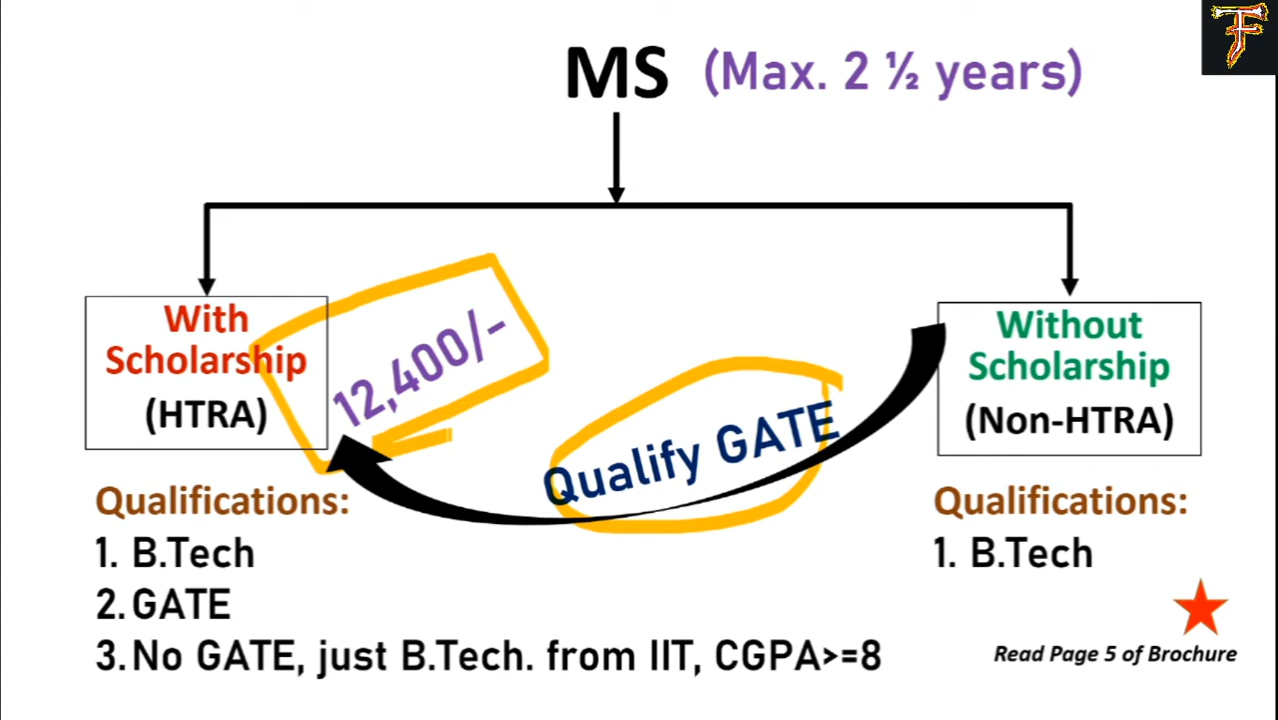 MS (Max. 2 ½ years)
With
Scholarship
(HTRA)
12,400/-
Qualify GATE
Without
Scholarship
(Non-HTRA)
Qualifications:
1. B.Tech
2. GATE
3. No GATE, just B.Tech. from IIT, CGPA>=8
Qualifications:
1. B.Tech
Read Page 5 of Brochure